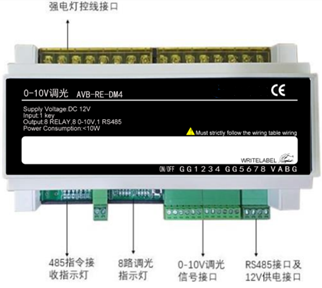 强电灯控线接口
0-10V调光 AVB-RE-DM4
CE
Supply Voltage:DC 12V
Input:1 key
Output:8 RELAY,8 0-10V,1 RS485
Power Consumption:<10W
Must strictly follow the wiring table wiring
WRITELABEL
ON/OFF G G 1 2 3 4 G G 5 6 7 8 V A B G
485指令接
收指示灯
8路调光
指示灯
0-10V调光
信号接口
RS485接口及
12V供电接口